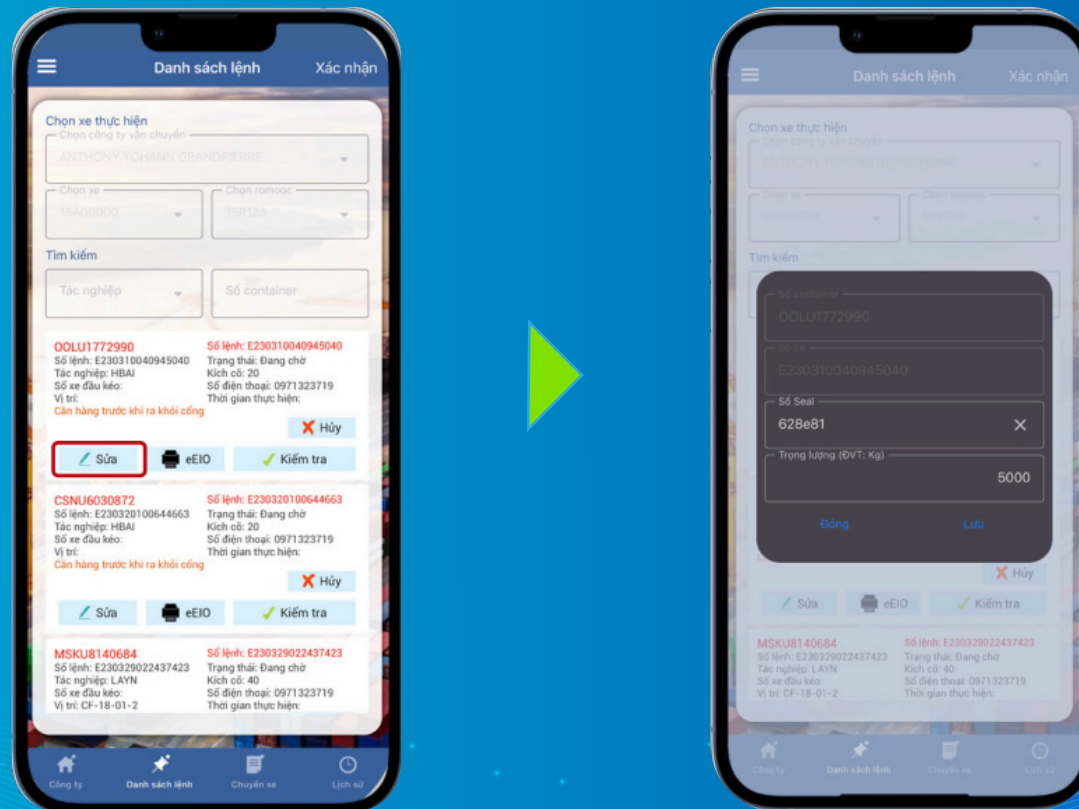 Danh sách lệnh Xác nhận
Chọn xe thực hiện
Chọn công ty vận chuyển
ANTHONY YOHANN GRANDPIERRE
Chọn xe Chọn romooc
15A00000 15R123
Tìm kiếm
Tác nghiệp Số container
OOLU1772990 Số lệnh: E230310040945040
Số lệnh: E230310040945040 Trạng thái: Đang chờ
Tác nghiệp: HBAI Kích cỡ: 20
Số xe đầu kéo: Số điện thoại: 0971323719
Vị trí: Thời gian thực hiện:
Cân hàng trước khi ra khỏi cổng
Hủy
Sửa eEIO Kiểm tra
CSNU6030872 Số lệnh: E230320100644663
Số lệnh: E230320100644663 Trạng thái: Đang chờ
Tác nghiệp: HBAI Kích cỡ: 20
Số xe đầu kéo: Số điện thoại: 0971323719
Vị trí: Thời gian thực hiện:
Cân hàng trước khi ra khỏi cổng
Hủy
Sửa eEIO Kiểm tra
MSKU8140684 Số lệnh: E230329022437423
Số lệnh: E230329022437423 Trạng thái: Đang chờ
Tác nghiệp: LAYN Kích cỡ: 40
Số xe đầu kéo: Số điện thoại: 0971323719
Vị trí: CF-18-01-2 Thời gian thực hiện:
Công ty Danh sách lệnh Chuyến xe Lịch sử
Danh sách lệnh Xác nhận
Chọn xe thực hiện
Chọn công ty vận chuyển
Chọn xe Chọn romooc
15A00000 15R123
Tìm kiếm
Số container
OOLU1772990
E230310040945040
Số Seal
628e81
Trọng lượng (ĐVT: Kg)
5000
Đóng Lưu
Hủy
Sửa eEIO Kiểm tra
MSKU8140684 Số lệnh: E230329022437423
Số lệnh: E230329022437423 Trạng thái: Đang chờ
Tác nghiệp: LAYN Kích cỡ: 40
Số xe đầu kéo: Số điện thoại: 0971323719
Vị trí: CF-18-01-2 Thời gian thực hiện:
Công ty Danh sách lệnh Chuyến xe Lịch sử